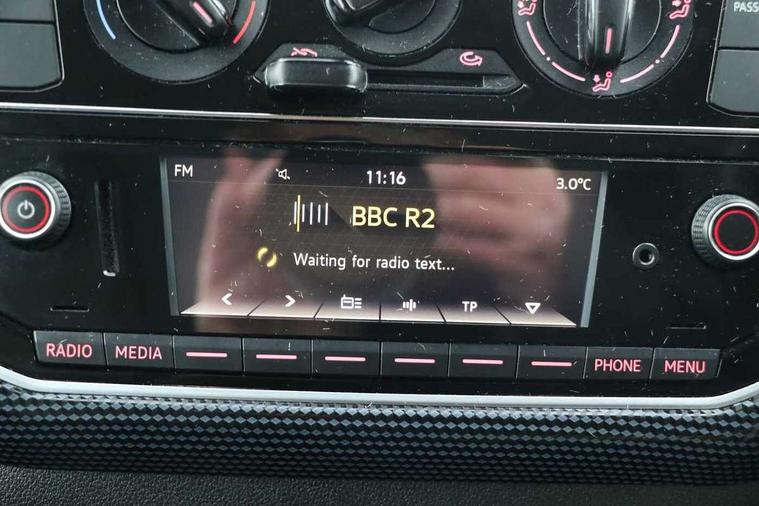 PASS
FM
11:16
3.0°C
BBC R2
Waiting for radio text...
TP
RADIO
MEDIA
PHONE
MENU